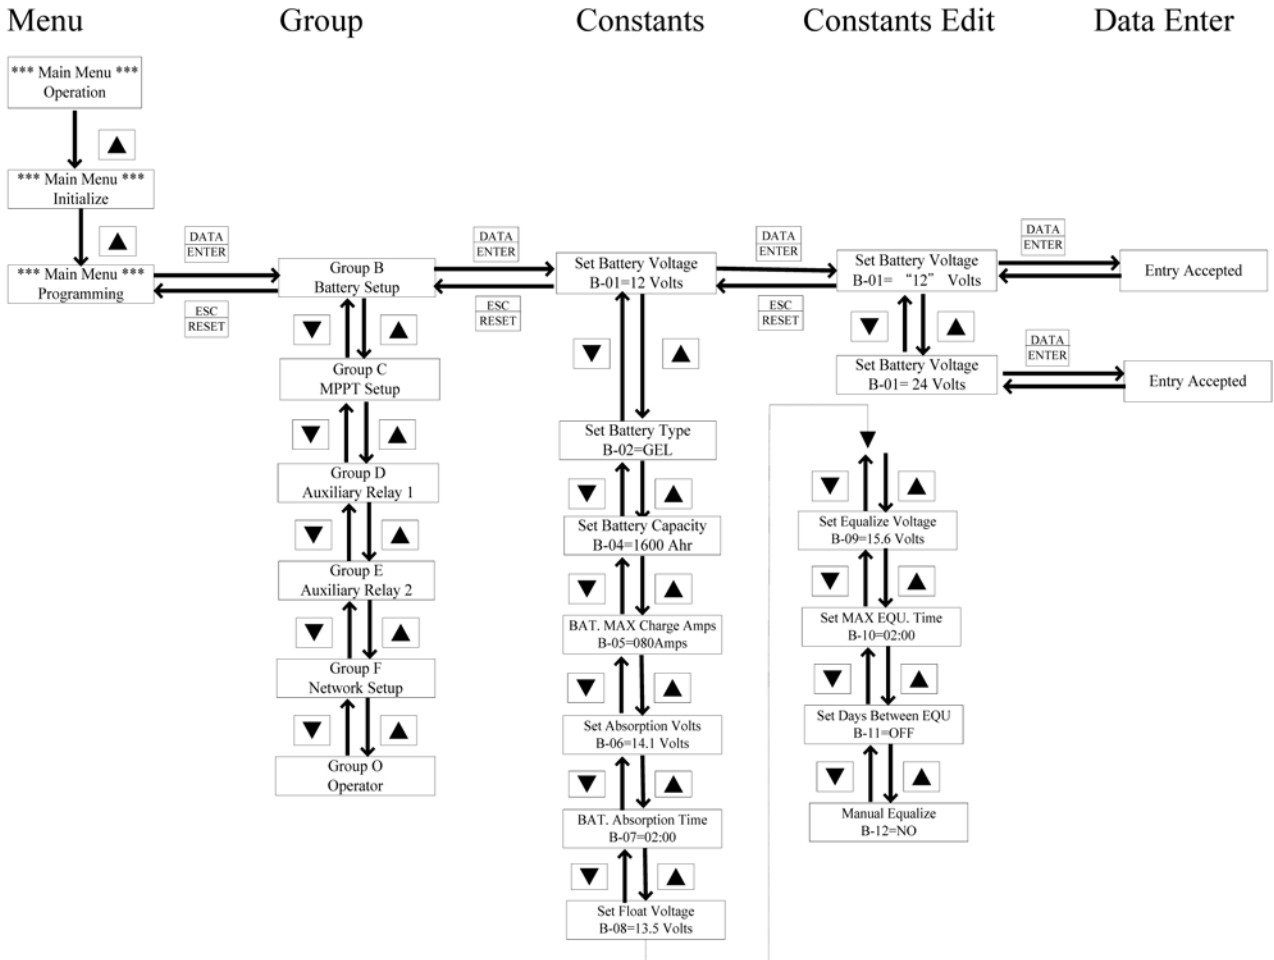 Menu
Group
Constants
Constants Edit
Data Enter
*** Main Menu ***
Operation
*** Main Menu ***
Initialize
*** Main Menu ***
Programming
DATA
ENTER
ESC
RESET
Group B
Battery Setup
Group C
MPPT Setup
Group D
Auxiliary Relay 1
Group E
Auxiliary Relay 2
Group F
Network Setup
Group O
Operator
DATA
ENTER
ESC
RESET
Set Battery Voltage
B-01=12 Volts
Set Battery Type
B-02=GEL
Set Battery Capacity
B-04=1600 Ahr
BAT. MAX Charge Amps
B-05=080Amps
Set Absorption Volts
B-06=14.1 Volts
BAT. Absorption Time
B-07=02:00
Set Float Voltage
B-08=13.5 Volts
DATA
ENTER
ESC
RESET
Set Battery Voltage
B-01= “12” Volts
Set Battery Voltage
B-01= 24 Volts
Set Equalize Voltage
B-09=15.6 Volts
Set MAX EQU. Time
B-10=02:00
Set Days Between EQU
B-11=OFF
Manual Equalize
B-12=NO
DATA
ENTER
Entry Accepted
DATA
ENTER
Entry Accepted